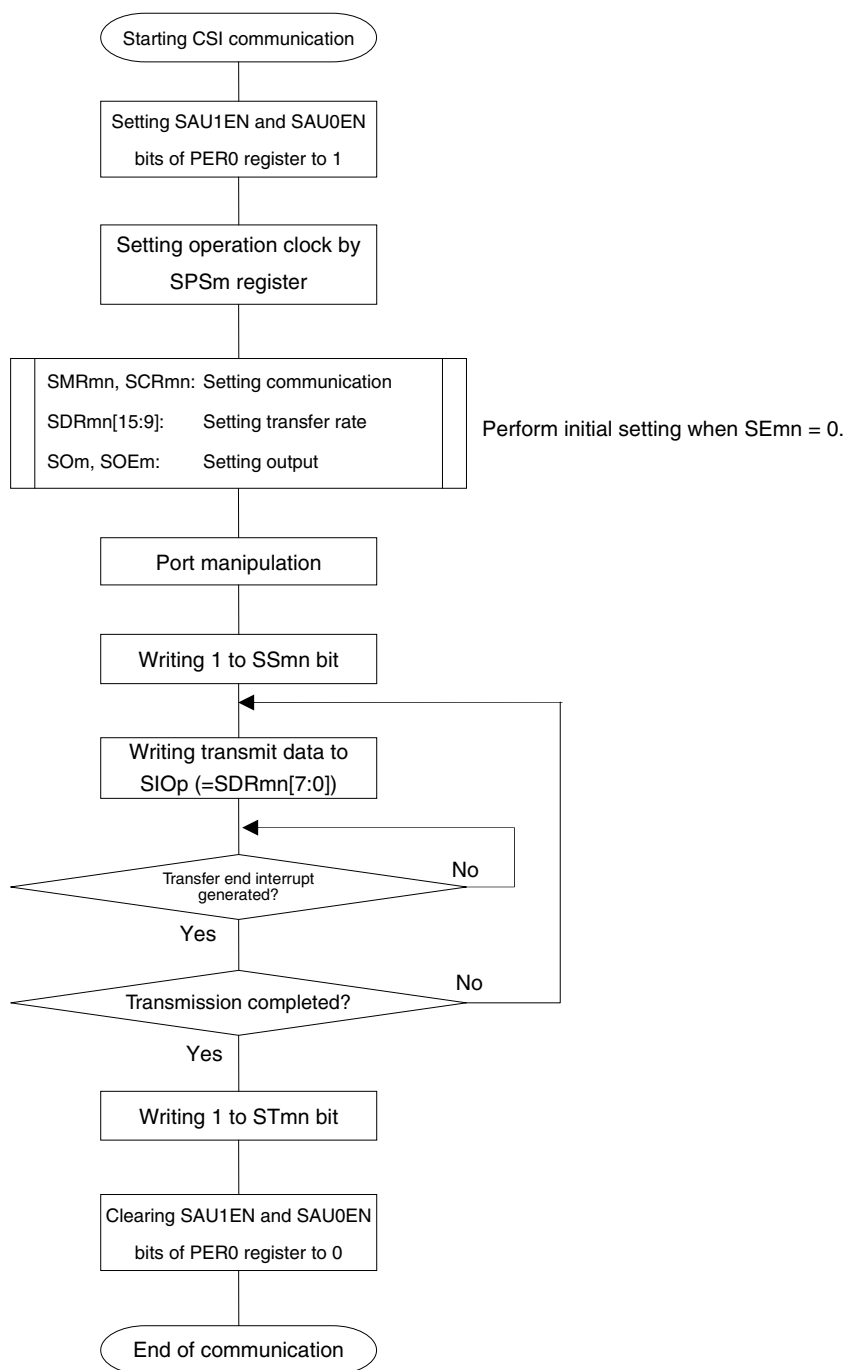 Starting CSI communication
Setting SAU1EN and SAU0EN
bits of PER0 register to 1
Setting operation clock by
SPSm register
SMRmn, SCRmn: Setting communication
SDRmn[15:9]: Setting transfer rate
SOm, SOEm: Setting output
Perform initial setting when SEmn = 0.
Port manipulation
Writing 1 to SSmn bit
Writing transmit data to
SIOp (=SDRmn[7:0])
Transfer end interrupt
generated?
No
Yes
Transmission completed?
No
Yes
Writing 1 to STmn bit
Clearing SAU1EN and SAU0EN
bits of PER0 register to 0
End of communication